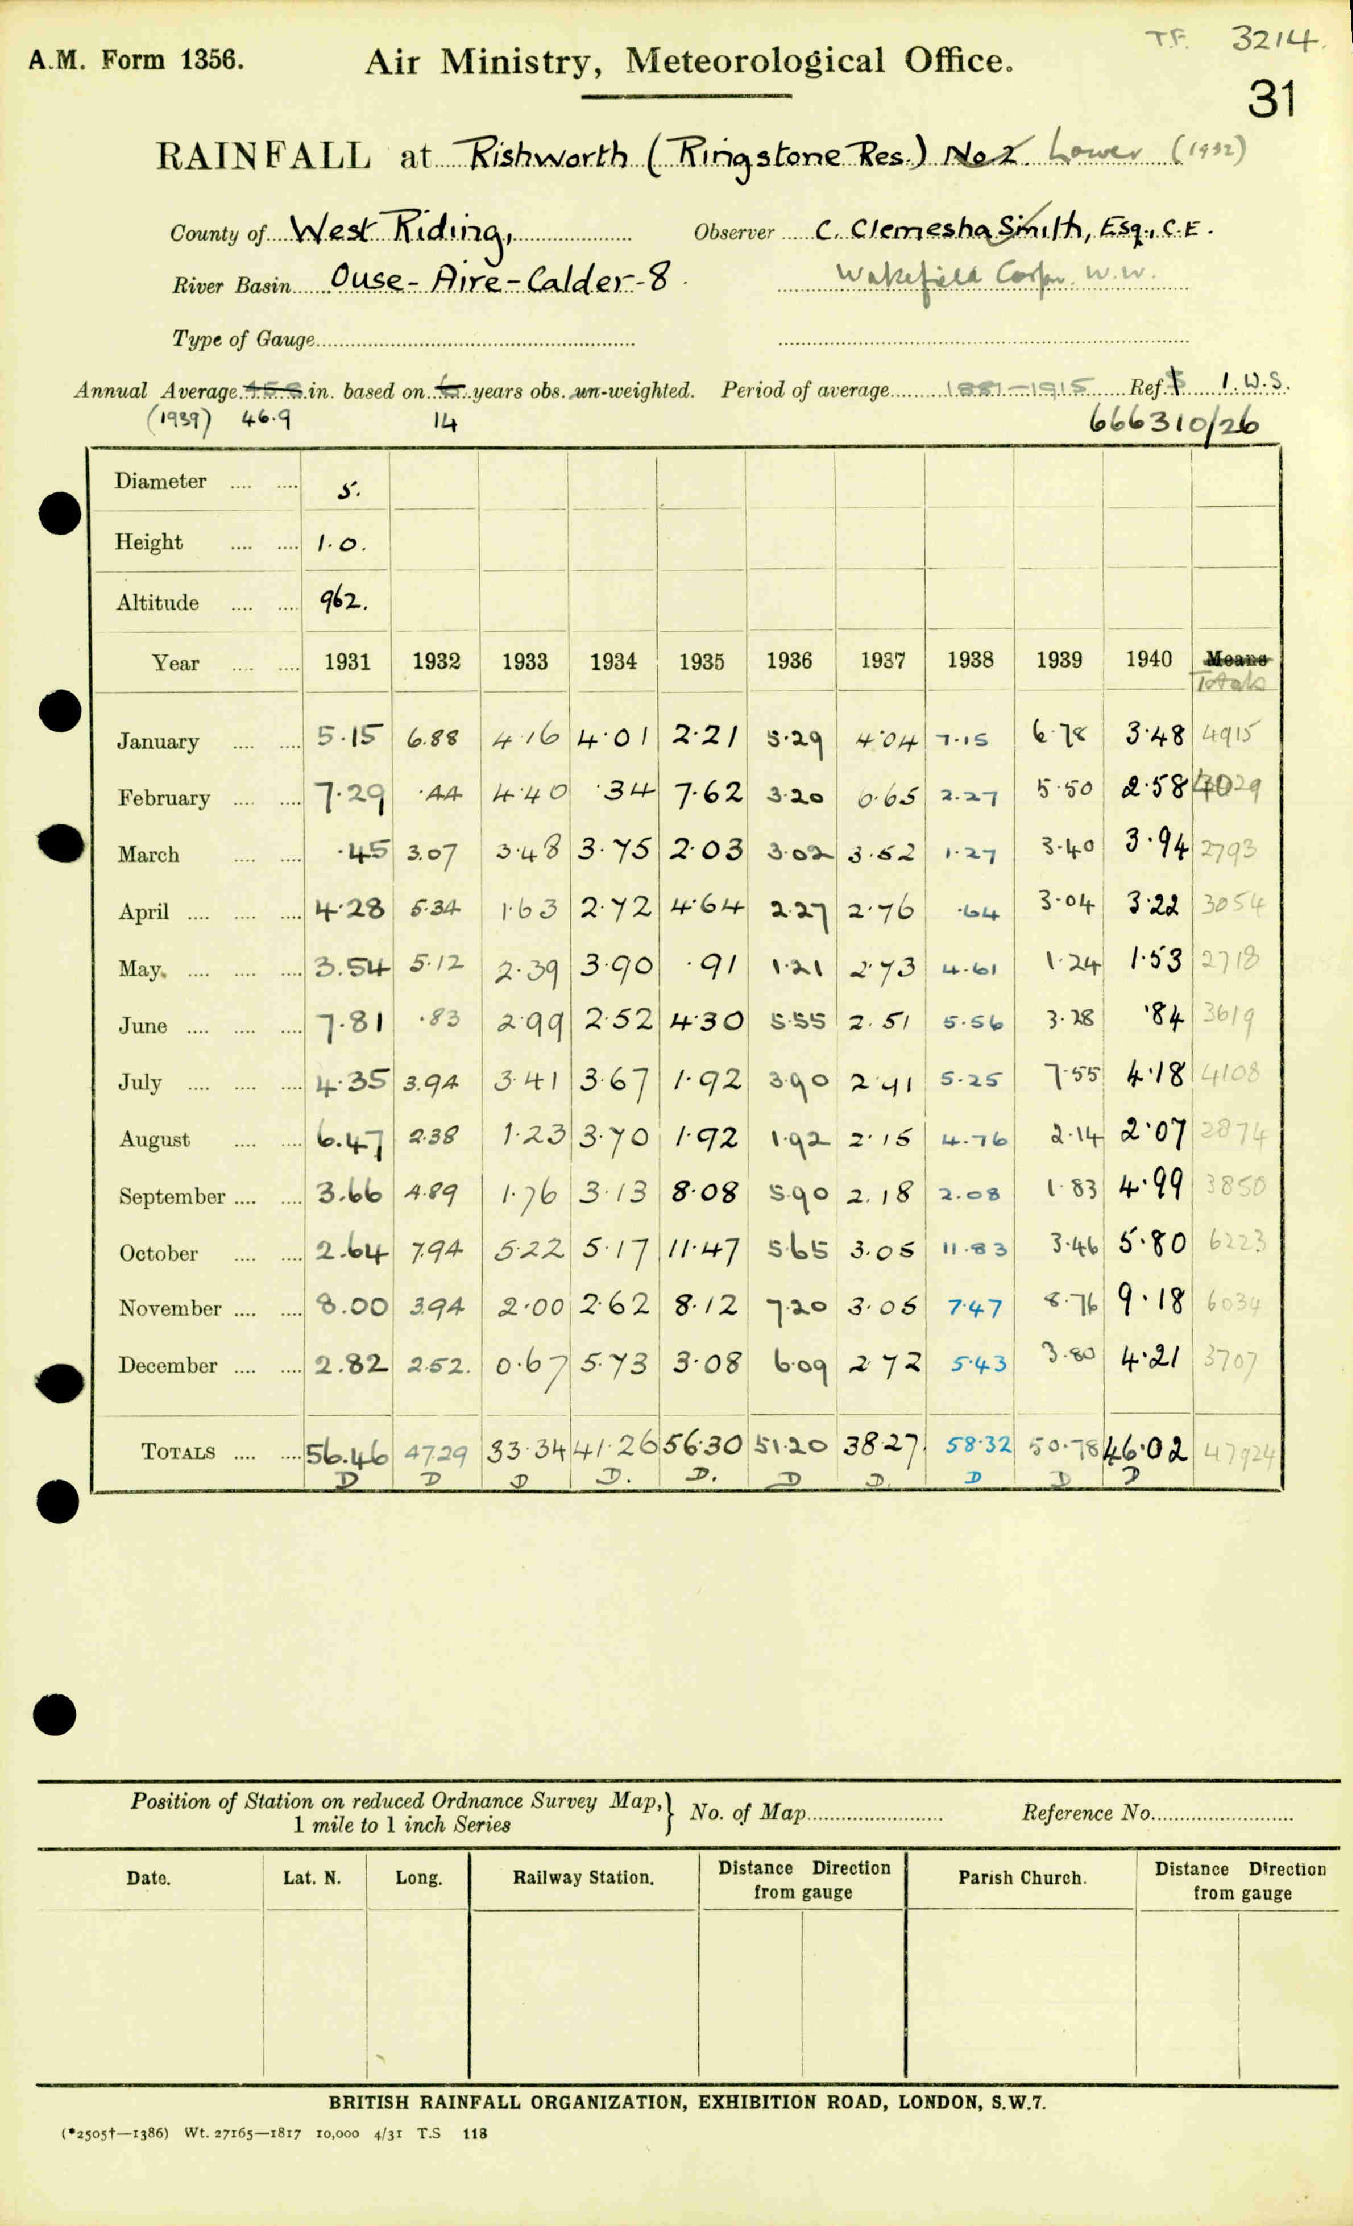 T.F. 3214.
A.M. Form 1356. Air Ministry, Meteorological Office.
31
RAINFALL at Rishworth (Ringstone Res.) No 2. Lower (1932)
County of West Riding, Observer C. Clemesha Smith, Esq., C.E.
River Basin Ouse-Aire-Calder-8 Wakefield Corpn. W.W.
Type of Gauge
Annual Average in. based on years obs. un-weighted. Period of average 1881-1915 Ref. I.W.S.
(1939) 46.9 14 666310/26
Diameter 5.
Height 1.0.
Altitude 962.
Year 1931 1932 1933 1934 1935 1936 1937 1938 1939 1940 Means
Totals
January 5.15 6.88 4.16 4.01 2.21 5.29 4.04 7.15 6.78 3.48 4915
February 7.29 .44 4.40 .34 7.62 3.20 6.65 2.27 5.50 2.58 4029
March .45 3.07 3.48 3.75 2.03 3.02 3.52 1.27 3.40 3.94 2793
April 4.28 5.34 1.63 2.72 4.64 2.27 2.76 .64 3.04 3.22 3054
May 3.54 5.12 2.39 3.90 .91 1.21 2.73 4.61 1.24 1.53 2718
June 7.81 .83 2.99 2.52 4.30 5.55 2.51 5.56 3.28 .84 3619
July 4.35 3.94 3.41 3.67 1.92 3.90 2.91 5.25 7.55 4.18 4108
August 6.47 2.38 1.23 3.70 1.92 1.92 2.15 4.76 2.14 2.07 2874
September 3.66 4.89 1.76 3.13 8.08 5.90 2.18 2.08 1.83 4.99 3850
October 2.64 7.94 5.22 5.17 11.47 5.65 3.05 11.83 3.46 5.80 6223
November 8.00 3.94 2.00 2.62 8.12 7.20 3.05 7.47 8.76 9.18 6034
December 2.82 2.52. 0.67 5.73 3.08 6.09 2.72 5.43 3.80 4.21 3707
TOTALS 56.46 47.29 33.34 41.26 56.30 51.20 38.27. 58.32 50.78 46.02 47924
D D D D. D. D D. D D D
Position of Station on reduced Ordnance Survey Map,} No. of Map Reference No.
1 mile to 1 inch Series
Date. Lat. N. Long. Railway Station. Distance Direction from gauge Parish Church. Distance Direction from gauge
BRITISH RAINFALL ORGANIZATION, EXHIBITION ROAD, LONDON, S.W.7.
(*2505†—1386) Wt. 27165—1817 10,000 4/31 T.S 118